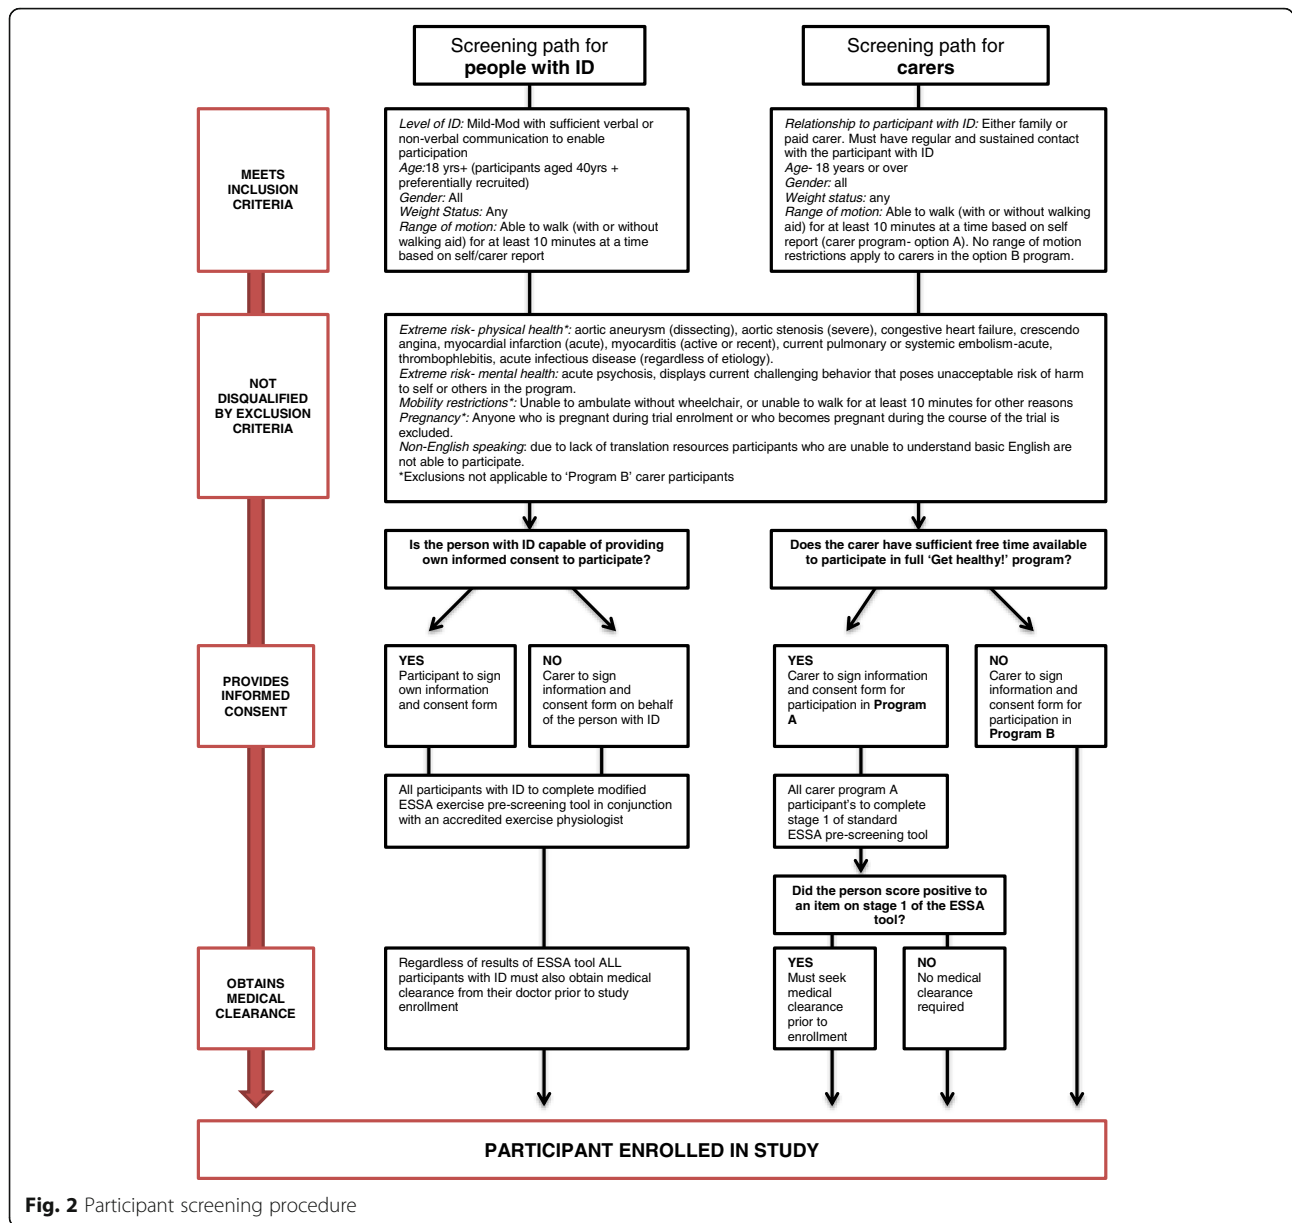 Screening path for
people with ID
Screening path for
carers
MEETS
INCLUSION
CRITERIA
Level of ID: Mild-Mod with sufficient verbal or
non-verbal communication to enable
participation
Age:18 yrs+ (participants aged 40yrs +
preferentially recruited)
Gender: All
Weight Status: Any
Range of motion: Able to walk (with or without
walking aid) for at least 10 minutes at a time
based on self/carer report
Relationship to participant with ID: Either family or
paid carer. Must have regular and sustained contact
with the participant with ID
Age- 18 years or over
Gender: all
Weight status: any
Range of motion: Able to walk (with or without walking
aid) for at least 10 minutes at a time based on self
report (carer program- option A). No range of motion
restrictions apply to carers in the option B program.
NOT
DISQUALIFIED
BY EXCLUSION
CRITERIA
Extreme risk- physical health*: aortic aneurysm (dissecting), aortic stenosis (severe), congestive heart failure, crescendo
angina, myocardial infarction (acute), myocarditis (active or recent), current pulmonary or systemic embolism-acute,
thrombophlebitis, acute infectious disease (regardless of etiology).
Extreme risk- mental health: acute psychosis, displays current challenging behavior that poses unacceptable risk of harm
to self or others in the program.
Mobility restrictions*: Unable to ambulate without wheelchair, or unable to walk for at least 10 minutes for other reasons
Pregnancy*: Anyone who is pregnant during trial enrolment or who becomes pregnant during the course of the trial is
excluded.
Non-English speaking: due to lack of translation resources participants who are unable to understand basic English are
not able to participate.
*Exclusions not applicable to 'Program B' carer participants
Is the person with ID capable of providing
own informed consent to participate?
Does the carer have sufficient free time available
to participate in full 'Get healthy!' program?
PROVIDES
INFORMED
CONSENT
YES
Participant to sign
own information
and consent form
NO
Carer to sign
information and
consent form on behalf
of the person with ID
YES
Carer to sign information
and consent form for
participation in Program
A
NO
Carer to sign
information and
consent form for
participation in
Program B
All participants with ID to complete modified
ESSA exercise pre-screening tool in conjunction
with an accredited exercise physiologist
All carer program A
participant's to complete
stage 1 of standard
ESSA pre-screening tool
Did the person score positive to
an item on stage 1 of the ESSA
tool?
OBTAINS
MEDICAL
CLEARANCE
Regardless of results of ESSA tool ALL
participants with ID must also obtain medical
clearance from their doctor prior to study
enrollment
YES
Must seek
medical
clearance
prior to
enrollment
NO
No medical
clearance
required
PARTICIPANT ENROLLED IN STUDY
Fig. 2 Participant screening procedure